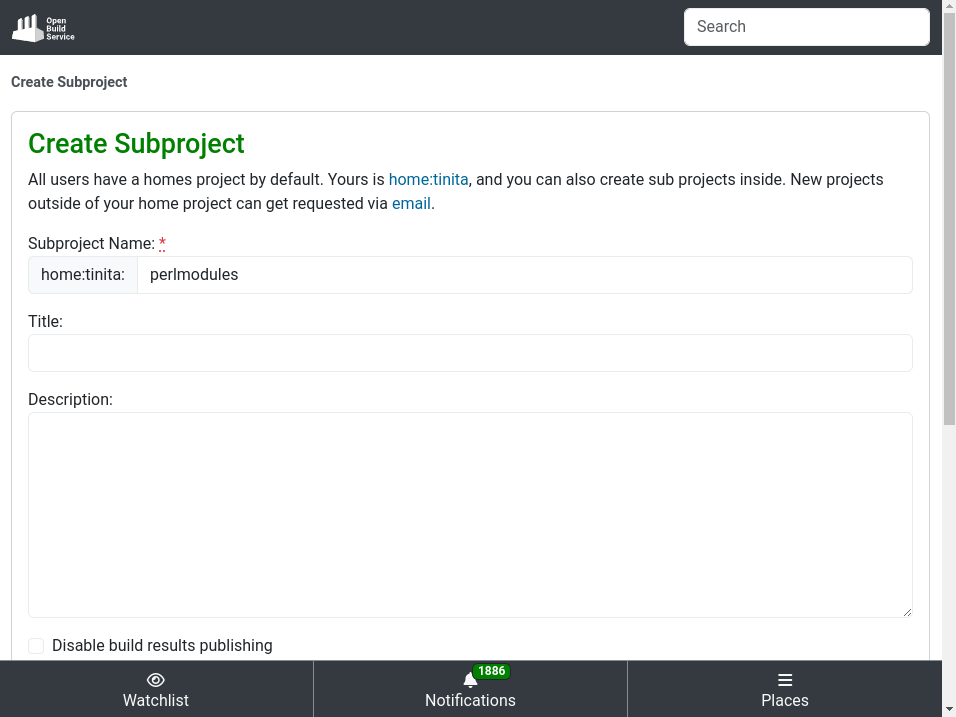 Open
Build
Service
Search
Create Subproject
Create Subproject
All users have a homes project by default. Yours is home:tinita, and you can also create sub projects inside. New projects
outside of your home project can get requested via email.
Subproject Name: *
home:tinita: perlmodules
Title:
Description:
Disable build results publishing
Watchlist
1886
Notifications
Places